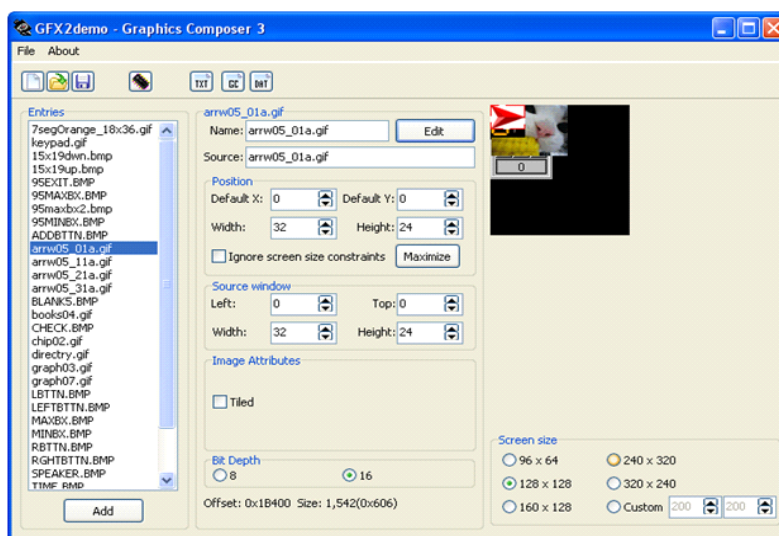 GFX2demo - Graphics Composer 3
File About
TXT GC DAT
Entries
7segOrange_18x36.gif
keypad.gif
15x19dwn.bmp
15x19up.bmp
95EXIT.BMP
95MAXBX.BMP
95maxbx2.bmp
95MINBX.BMP
ADDBTTN.BMP
arrw05_01a.gif
arrw05_11a.gif
arrw05_21a.gif
arrw05_31a.gif
BLANK5.BMP
books04.gif
CHECK.BMP
chip02.gif
directry.gif
graph03.gif
graph07.gif
LBTTN.BMP
LEFTBTTN.BMP
MAXBX.BMP
MINBX.BMP
RBTTN.BMP
RGHTBTTN.BMP
SPEAKER.BMP
TIME.BMP
Add
arrw05_01a.gif
Name: arrw05_01a.gif Edit
Source: arrw05_01a.gif
Position
Default X: 0 Default Y: 0
Width: 32 Height: 24
Ignore screen size constraints Maximize
Source window
Left: 0 Top: 0
Width: 32 Height: 24
Image Attributes
Tiled
Bit Depth
8 16
Offset: 0x1B400 Size: 1,542(0x606)
0
Screen size
96 x 64 240 x 320
128 x 128 320 x 240
160 x 128 Custom 200 200